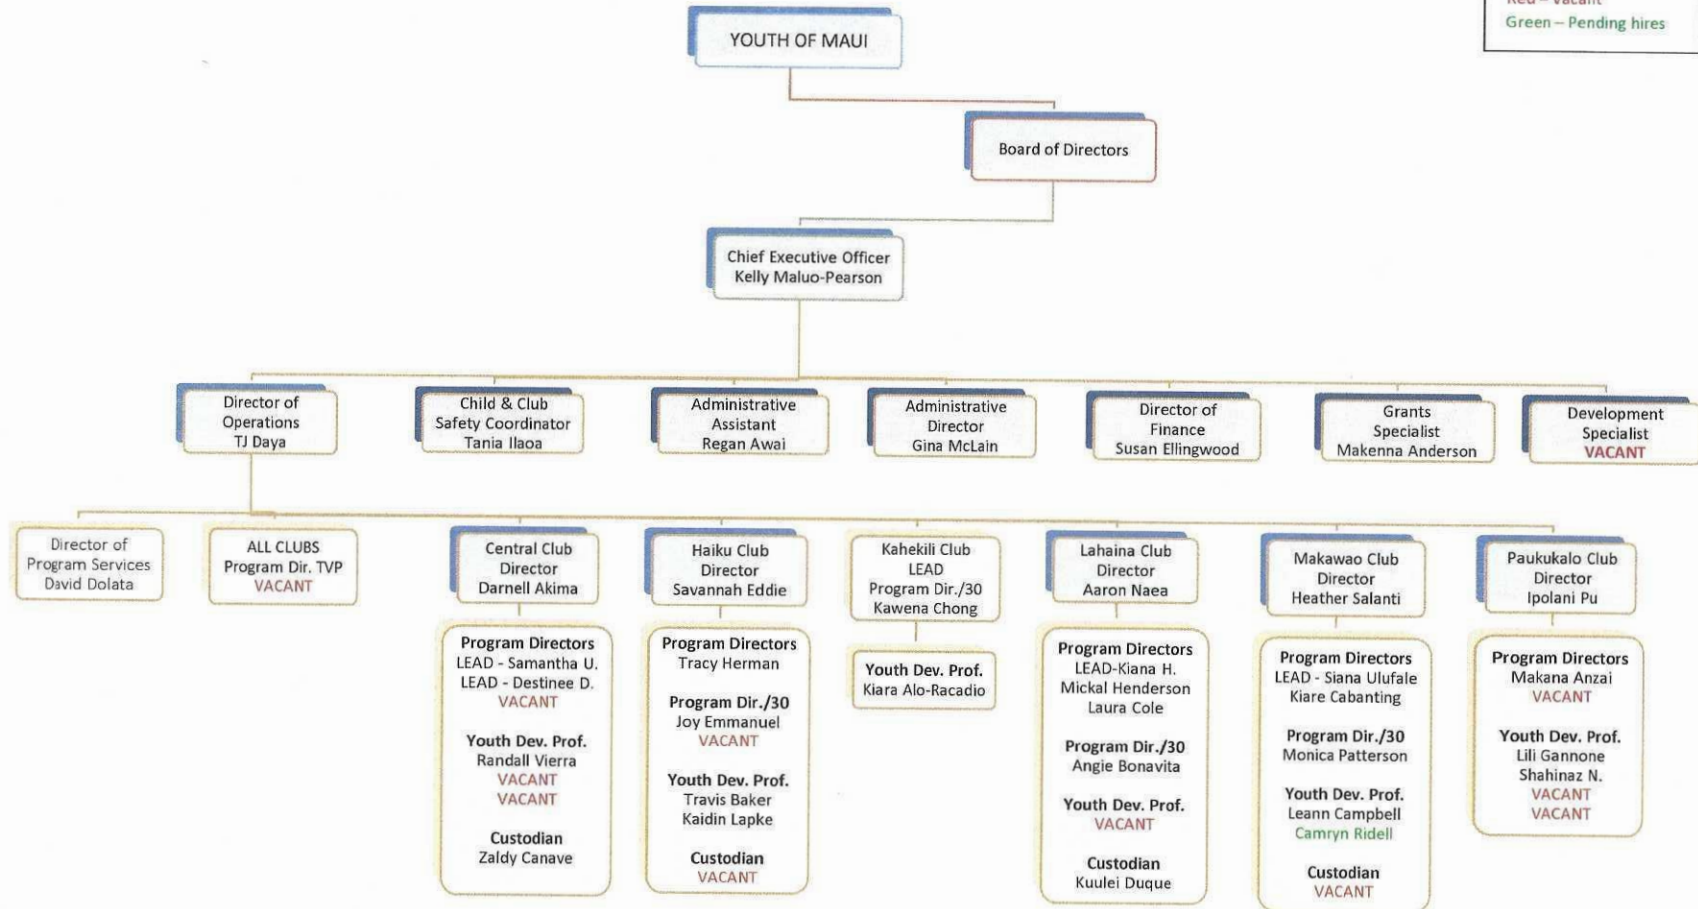 Red – Vacant
Green – Pending hires
YOUTH OF MAUI
Board of Directors
Chief Executive Officer
Kelly Maluo-Pearson
Director of
Operations
TJ Daya
Child & Club
Safety Coordinator
Tania Ilaoa
Administrative
Assistant
Regan Awai
Administrative
Director
Gina McLain
Director of
Finance
Susan Ellingwood
Grants
Specialist
Makenna Anderson
Development
Specialist
VACANT
Director of
Program Services
David Dolata
ALL CLUBS
Program Dir. TVP
VACANT
Central Club
Director
Darnell Akima
Haiku Club
Director
Savannah Eddie
Kahekili Club
LEAD
Program Dir./30
Kawena Chong
Lahaina Club
Director
Aaron Naea
Makawao Club
Director
Heather Salanti
Paukukalo Club
Director
Ipolani Pu
Program Directors
LEAD - Samantha U.
LEAD - Destinee D.
VACANT
Youth Dev. Prof.
Randall Vierra
VACANT
VACANT
Custodian
Zaldy Canave
Program Directors
Tracy Herman
Program Dir./30
Joy Emmanuel
VACANT
Youth Dev. Prof.
Travis Baker
Kaidin Lapke
Custodian
VACANT
Youth Dev. Prof.
Kiara Alo-Racadio
Program Directors
LEAD-Kiana H.
Mickal Henderson
Laura Cole
Program Dir./30
Angie Bonavita
Youth Dev. Prof.
VACANT
Custodian
Kuulei Duque
Program Directors
LEAD - Siana Ulufale
Kiare Cabanting
Program Dir./30
Monica Patterson
Youth Dev. Prof.
Leann Campbell
Camryn Ridell
Custodian
VACANT
Program Directors
Makana Anzai
VACANT
Youth Dev. Prof.
Lili Gannone
Shahinaz N.
VACANT
VACANT